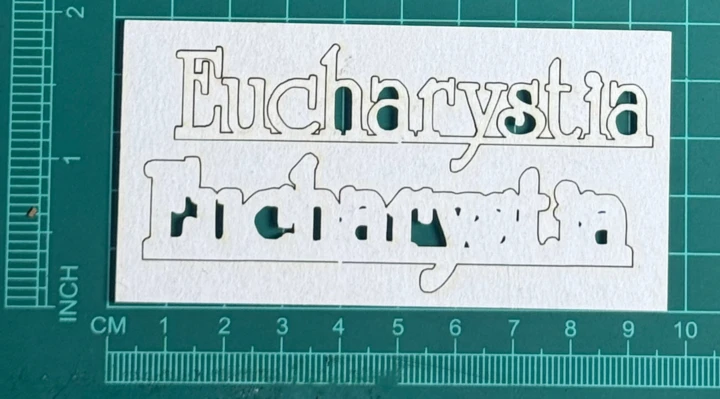 2
Eucharystia
1
Eucharystia
INCH
CM 1 2 3 4 5 6 7 8 9 10